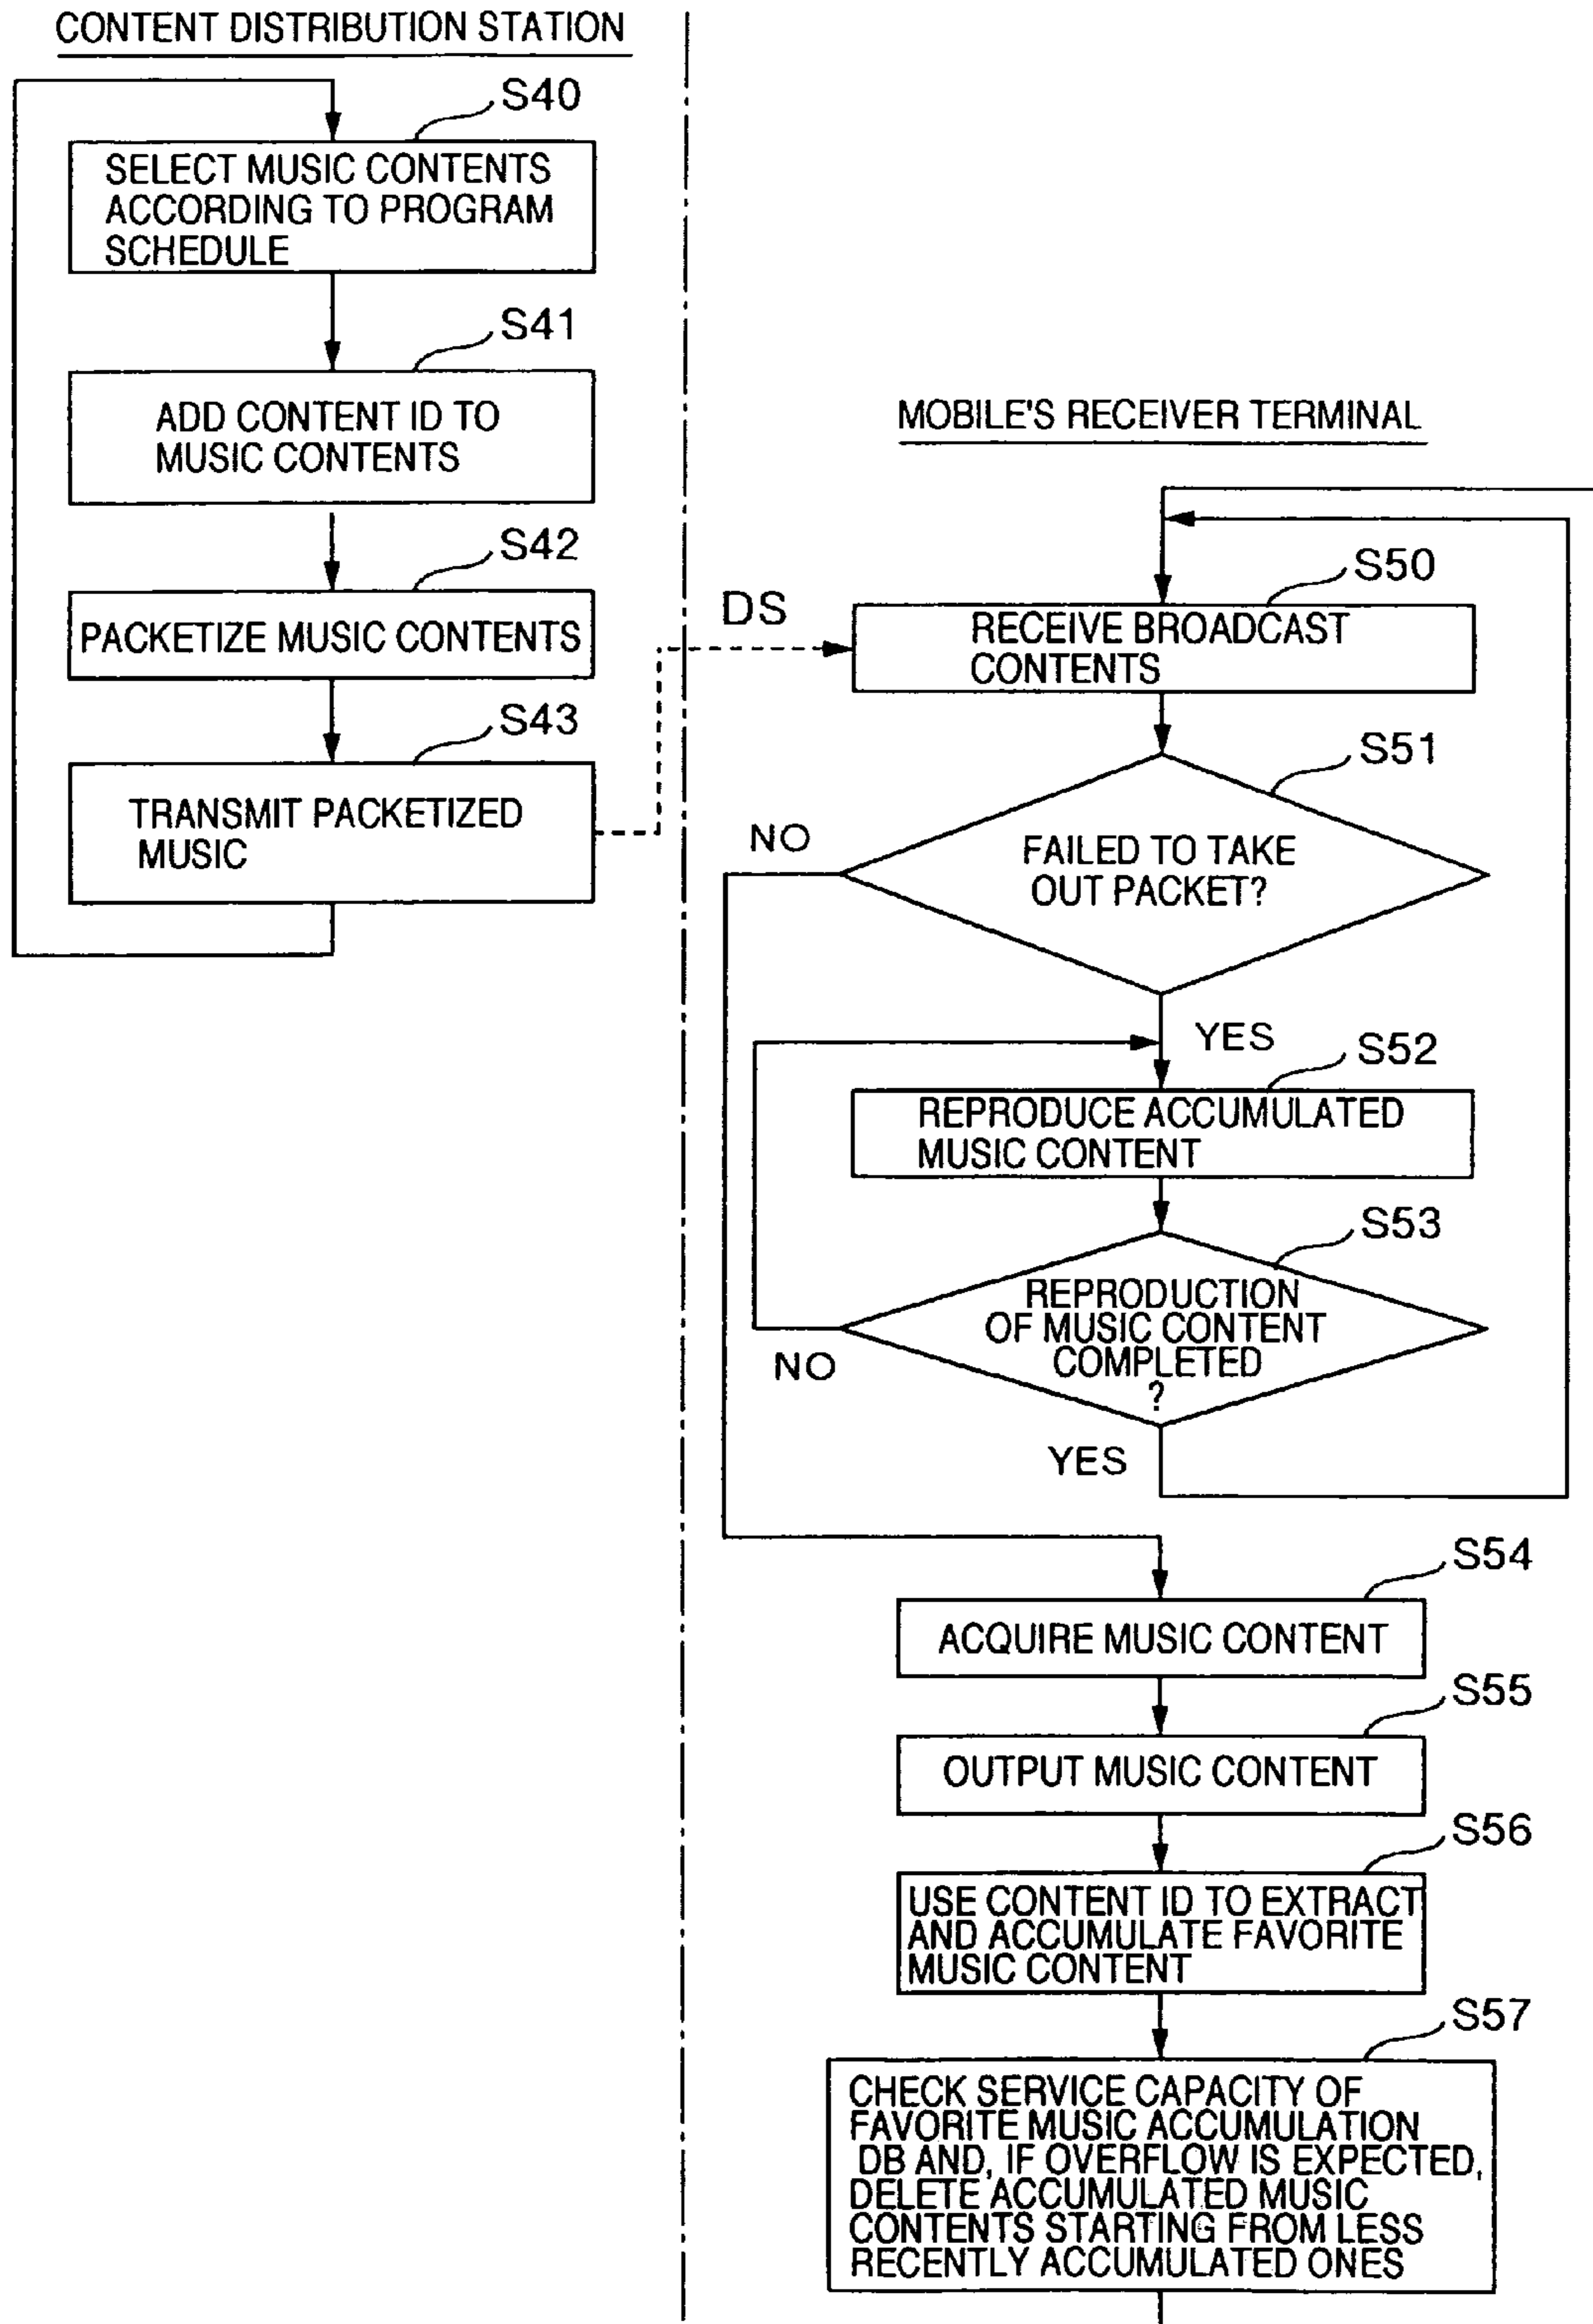 CONTENT DISTRIBUTION STATION
S40
SELECT MUSIC CONTENTS
ACCORDING TO PROGRAM
SCHEDULE
S41
ADD CONTENT ID TO
MUSIC CONTENTS
S42
PACKETIZE MUSIC CONTENTS
S43
TRANSMIT PACKETIZED
MUSIC
DS
MOBILE'S RECEIVER TERMINAL
S50
RECEIVE BROADCAST
CONTENTS
S51
FAILED TO TAKE
OUT PACKET?
NO
YES
S52
REPRODUCE ACCUMULATED
MUSIC CONTENT
S53
REPRODUCTION
OF MUSIC CONTENT
COMPLETED
?
NO
YES
S54
ACQUIRE MUSIC CONTENT
S55
OUTPUT MUSIC CONTENT
S56
USE CONTENT ID TO EXTRACT
AND ACCUMULATE FAVORITE
MUSIC CONTENT
S57
CHECK SERVICE CAPACITY OF
FAVORITE MUSIC ACCUMULATION
DB AND, IF OVERFLOW IS EXPECTED,
DELETE ACCUMULATED MUSIC
CONTENTS STARTING FROM LESS
RECENTLY ACCUMULATED ONES